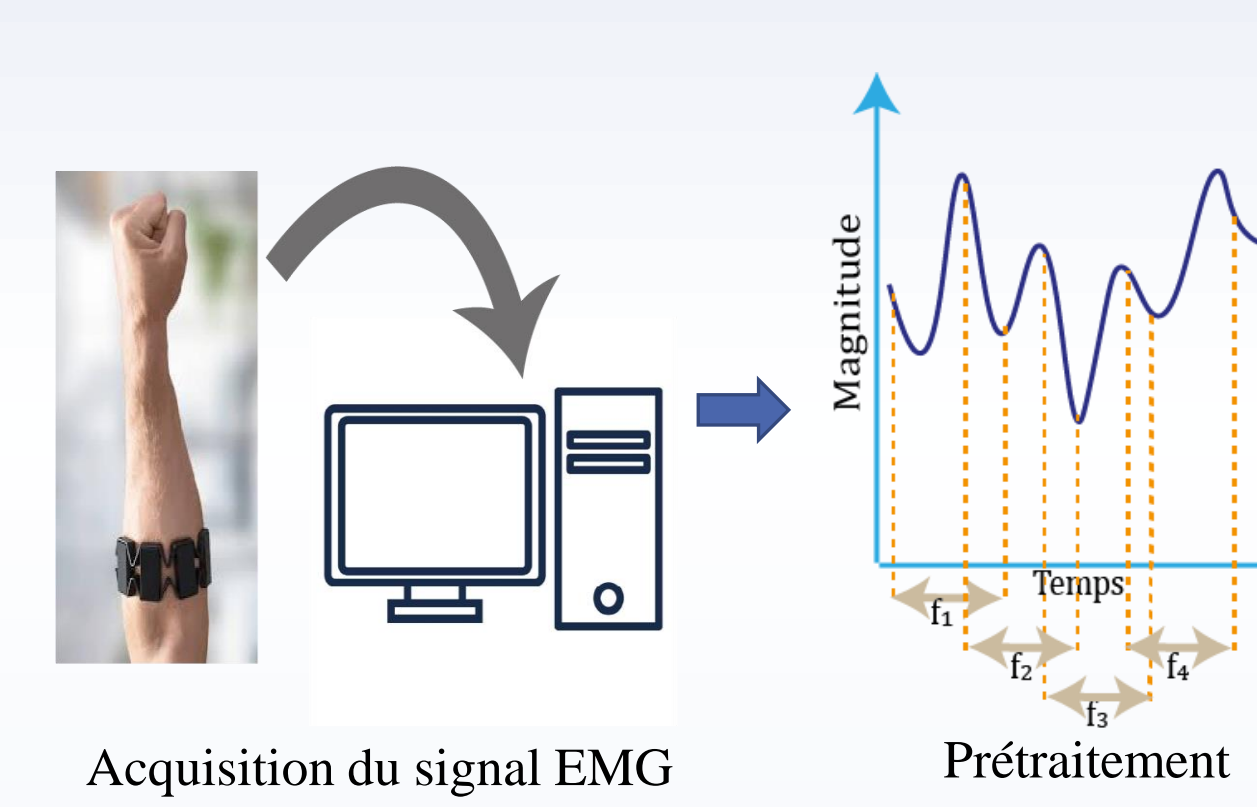 Magnitude
Temps
f₁
f₂
f₄
f₃
Acquisition du signal EMG
Prétraitement